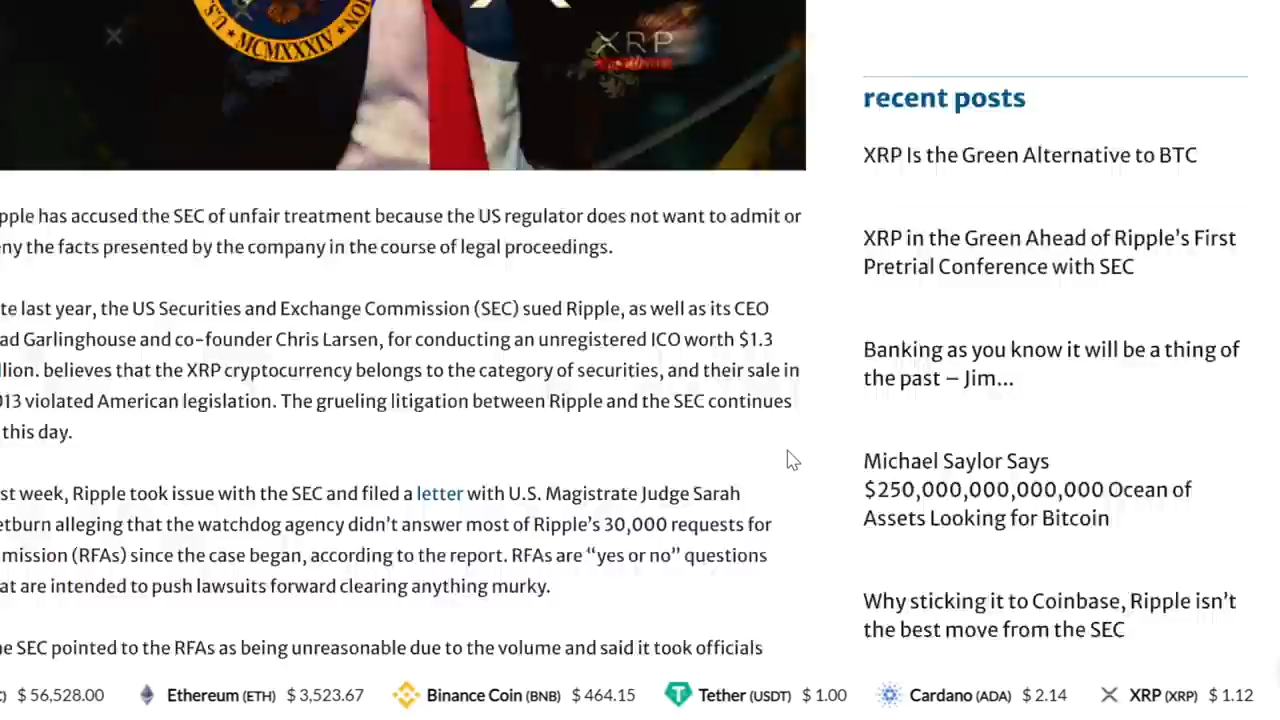 U.S.
MCMXXXIV
XRP
recent posts
XRP Is the Green Alternative to BTC
XRP in the Green Ahead of Ripple’s First
Pretrial Conference with SEC
Banking as you know it will be a thing of
the past – Jim...
Michael Saylor Says
$250,000,000,000,000 Ocean of
Assets Looking for Bitcoin
Why sticking it to Coinbase, Ripple isn’t
the best move from the SEC
pple has accused the SEC of unfair treatment because the US regulator does not want to admit or
ny the facts presented by the company in the course of legal proceedings.
te last year, the US Securities and Exchange Commission (SEC) sued Ripple, as well as its CEO
ad Garlinghouse and co-founder Chris Larsen, for conducting an unregistered ICO worth $1.3
llion. believes that the XRP cryptocurrency belongs to the category of securities, and their sale in
013 violated American legislation. The grueling litigation between Ripple and the SEC continues
this day.
st week, Ripple took issue with the SEC and filed a letter with U.S. Magistrate Judge Sarah
etburn alleging that the watchdog agency didn’t answer most of Ripple’s 30,000 requests for
mission (RFAs) since the case began, according to the report. RFAs are “yes or no” questions
at are intended to push lawsuits forward clearing anything murky.
e SEC pointed to the RFAs as being unreasonable due to the volume and said it took officials
) $ 56,528.00 Ethereum (ETH) $ 3,523.67 Binance Coin (BNB) $ 464.15 Tether (USDT) $ 1.00 Cardano (ADA) $ 2.14 XRP (XRP) $ 1.12